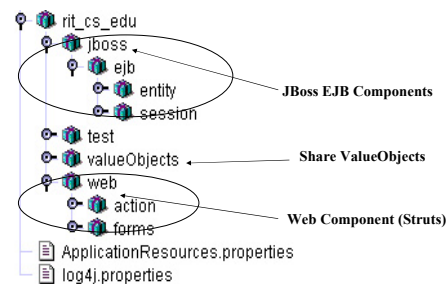 rit_cs_edu
jboss
ejb
entity
JBoss EJB Components
session
test
valueObjects
Share ValueObjects
web
action
Web Component (Struts)
forms
ApplicationResources.properties
log4j.properties